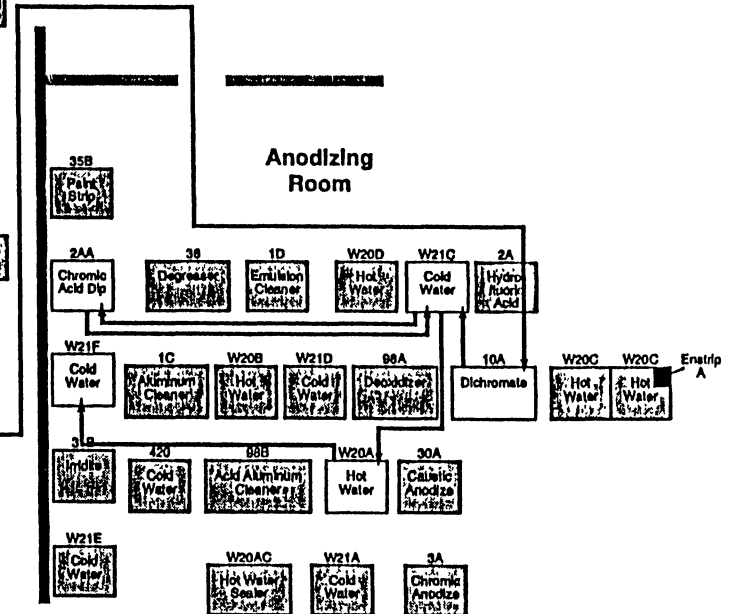 Anodizing
Room
35B
Paint
Strip
2AA
Chromic
Acid Dip
36
Degreaser
1D
Emulsion
Cleaner
W20D
Hot
Water
W21C
Cold
Water
2A
Hydro
fluoric
Acid
W21F
Cold
Water
1C
Aluminum
Cleaner
W20B
Hot
Water
W21D
Cold
Water
98A
Deoxidizer
10A
Dichromate
W20C
Hot
Water
W20C
Hot
Water
Enstrip
A
Iridite
420
Cold
Water
98B
Acid Aluminum
Cleaner
W20A
Hot
Water
30A
Caustic
Anodize
W21E
Cold
Water
W20AC
Hot Water
Sealer
W21A
Cold
Water
3A
Chromic
Anodize